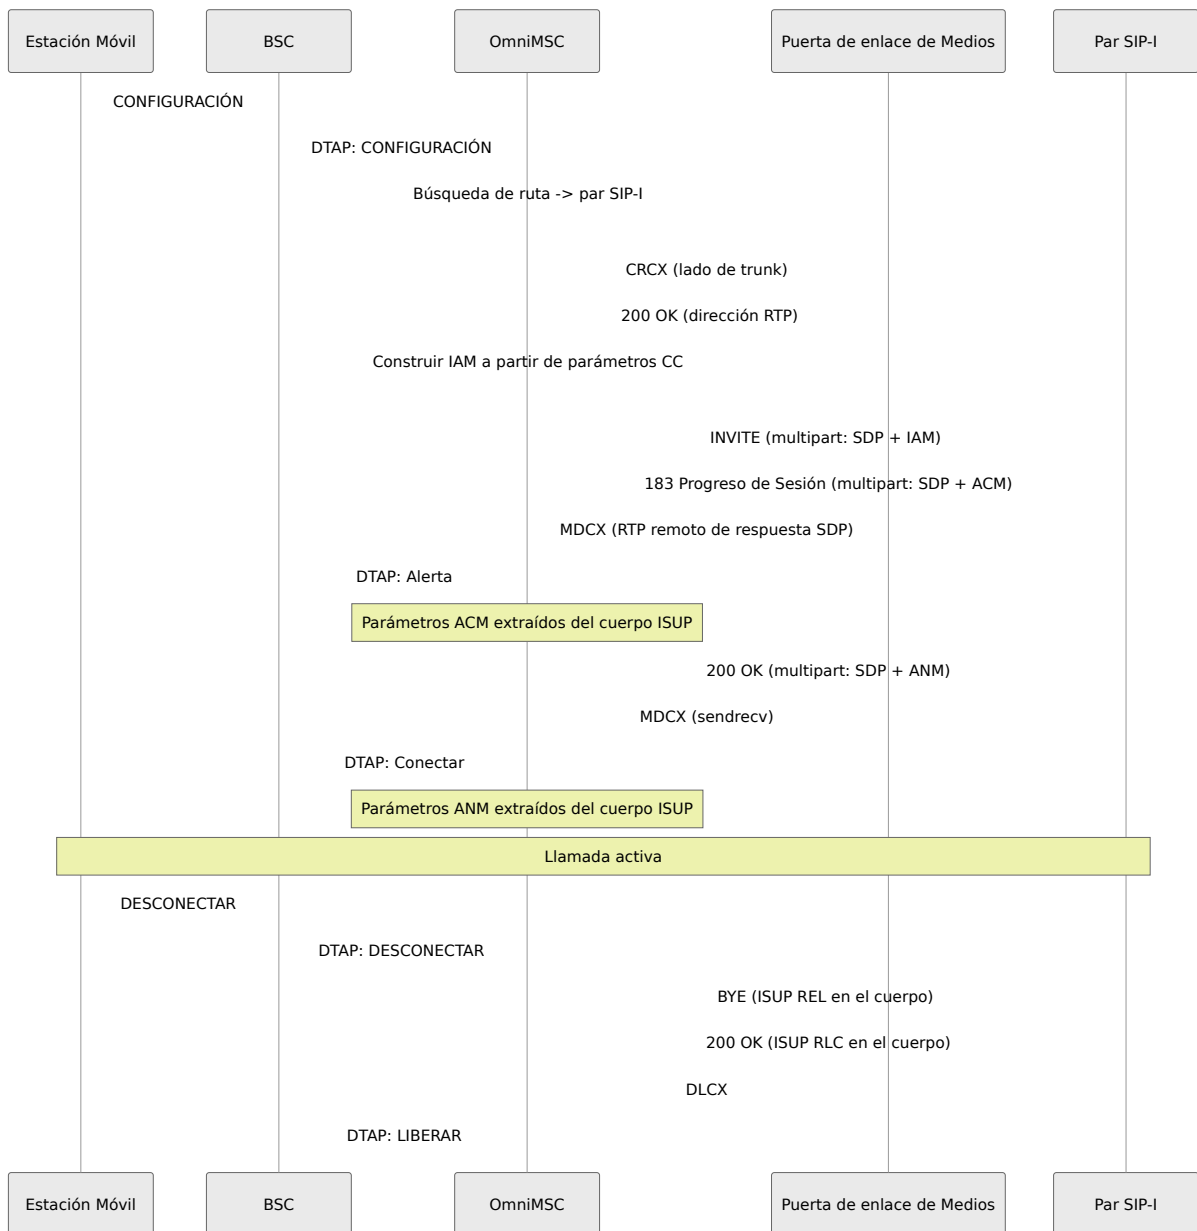 Estación Móvil
BSC
OmniMSC
Puerta de enlace de Medios
Par SIP-I
CONFIGURACIÓN
DTAP: CONFIGURACIÓN
Búsqueda de ruta -> par SIP-I
CRCX (lado de trunk)
200 OK (dirección RTP)
Construir IAM a partir de parámetros CC
INVITE (multipart: SDP + IAM)
183 Progreso de Sesión (multipart: SDP + ACM)
MDCX (RTP remoto de respuesta SDP)
DTAP: Alerta
Parámetros ACM extraídos del cuerpo ISUP
200 OK (multipart: SDP + ANM)
MDCX (sendrecv)
DTAP: Conectar
Parámetros ANM extraídos del cuerpo ISUP
Llamada activa
DESCONECTAR
DTAP: DESCONECTAR
BYE (ISUP REL en el cuerpo)
200 OK (ISUP RLC en el cuerpo)
DLCX
DTAP: LIBERAR
Estación Móvil
BSC
OmniMSC
Puerta de enlace de Medios
Par SIP-I